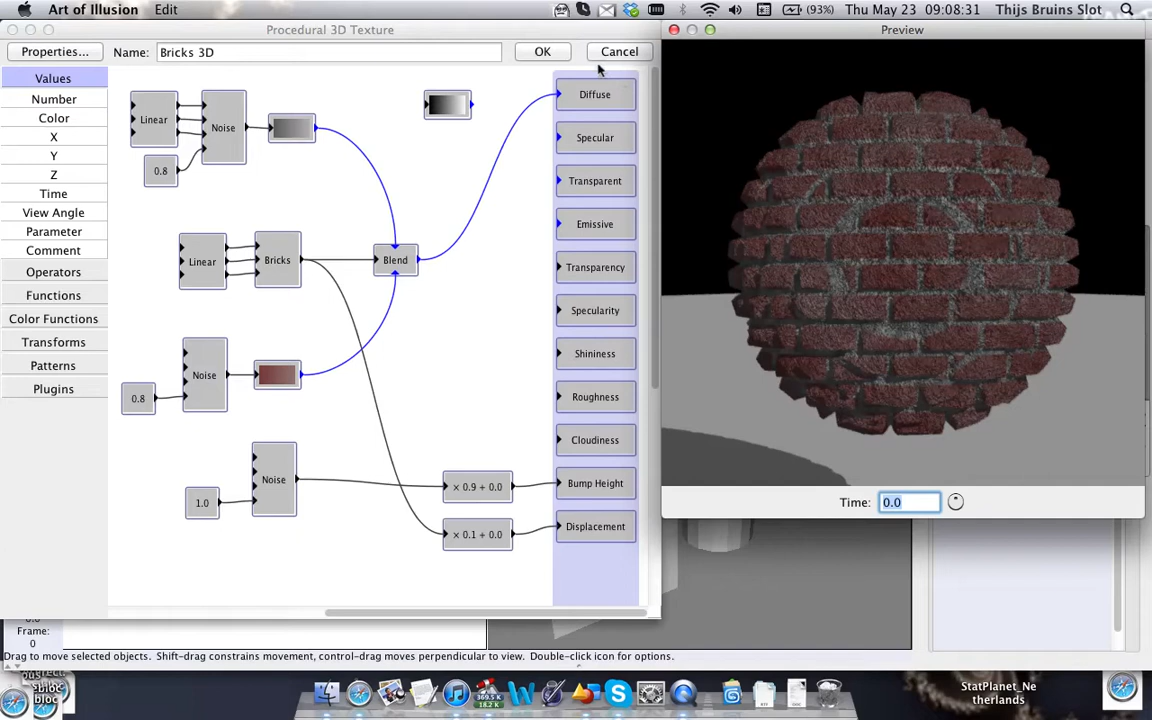 Art of Illusion Edit
(93%) Thu May 23 09:08:31 Thijs Bruins Slot
Procedural 3D Texture
Properties... Name: Bricks 3D OK Cancel
Values
Number
Color
X
Y
Z
Time
View Angle
Parameter
Comment
Operators
Functions
Color Functions
Transforms
Patterns
Plugins
Linear
Noise
0.8
Linear
Bricks
Blend
Noise
0.8
Noise
1.0
× 0.9 + 0.0
× 0.1 + 0.0
Diffuse
Specular
Transparent
Emissive
Transparency
Specularity
Shininess
Roughness
Cloudiness
Bump Height
Displacement
Preview
Time: 0.0
Frame:
0
Drag to move selected objects. Shift-drag constrains movement, control-drag moves perpendicular to view. Double-click icon for options.
369.5 K
18.2 K
StatPlanet_Ne
therlands